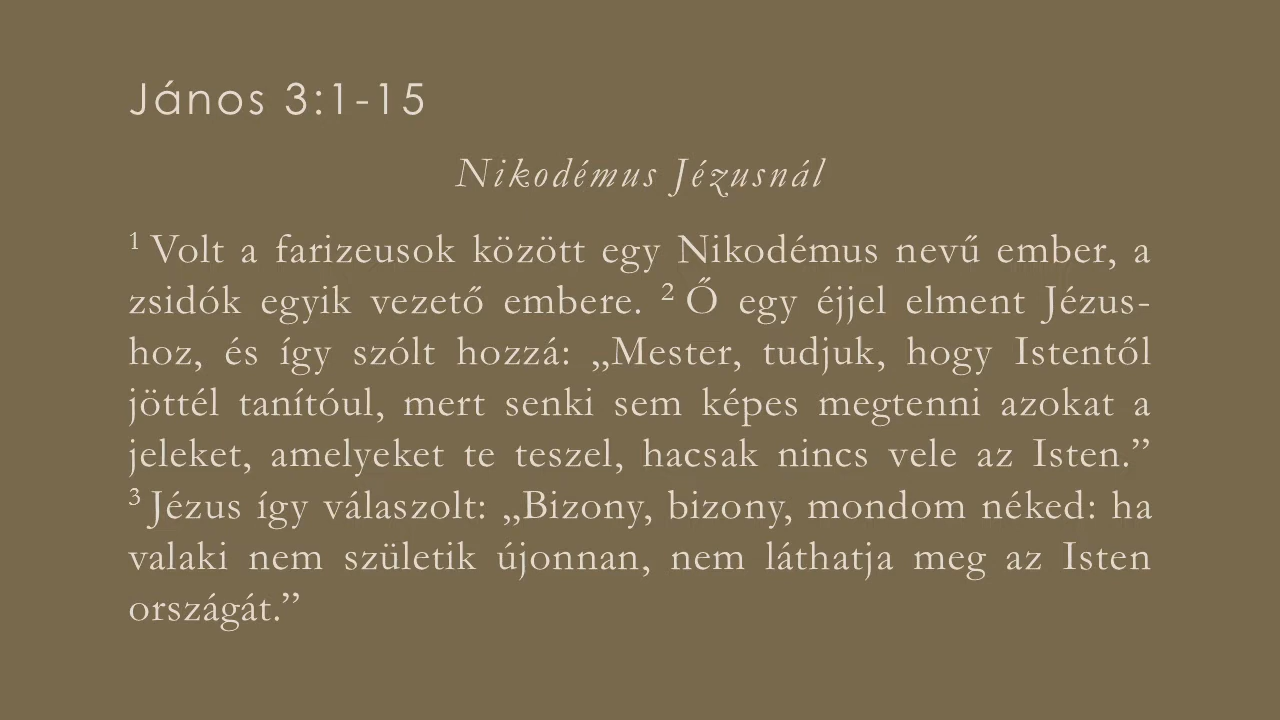 János 3:1-15
Nikodémus Jézusnál
¹ Volt a farizeusok között egy Nikodémus nevű ember, a
zsidók egyik vezető embere. ² Ő egy éjjel elment Jézus-
hoz, és így szólt hozzá: „Mester, tudjuk, hogy Istentől
jöttél tanítóul, mert senki sem képes megtenni azokat a
jeleket, amelyeket te teszel, hacsak nincs vele az Isten.”
³ Jézus így válaszolt: „Bizony, bizony, mondom néked: ha
valaki nem születik újonnan, nem láthatja meg az Isten
országát.”